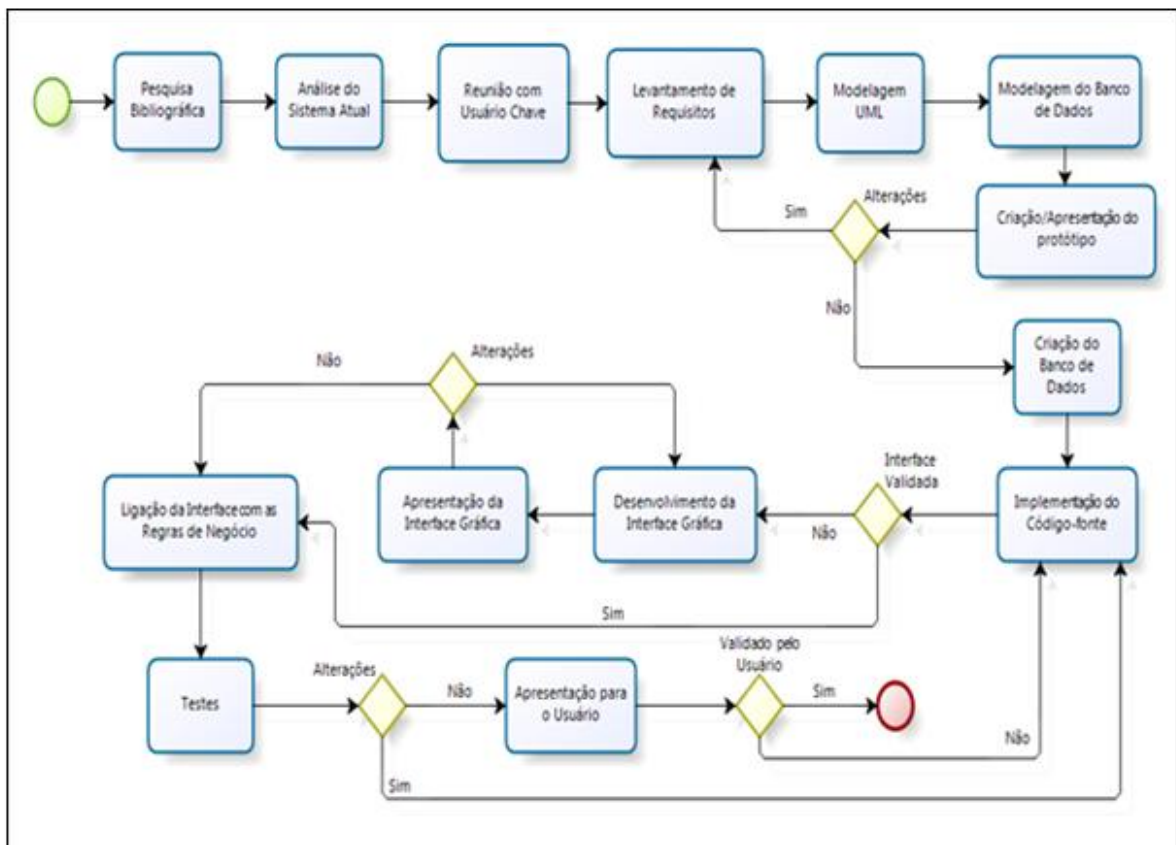 Pesquisa
Bibliográfica
Análise do
Sistema Atual
Reunião com
Usuário Chave
Levantamento de
Requisitos
Modelagem
UML
Modelagem do Banco
de Dados
Criação/Apresentação do
protótipo
Alterações
Sim
Não
Criação do
Banco de
Dados
Implementação do
Código-fonte
Interface
Validada
Não
Sim
Desenvolvimento da
Interface Gráfica
Apresentação da
Interface Gráfica
Alterações
Não
Ligação da Interface com as
Regras de Negócio
Testes
Alterações
Não
Sim
Apresentação para
o Usuário
Validado pelo
Usuário
Sim
Não